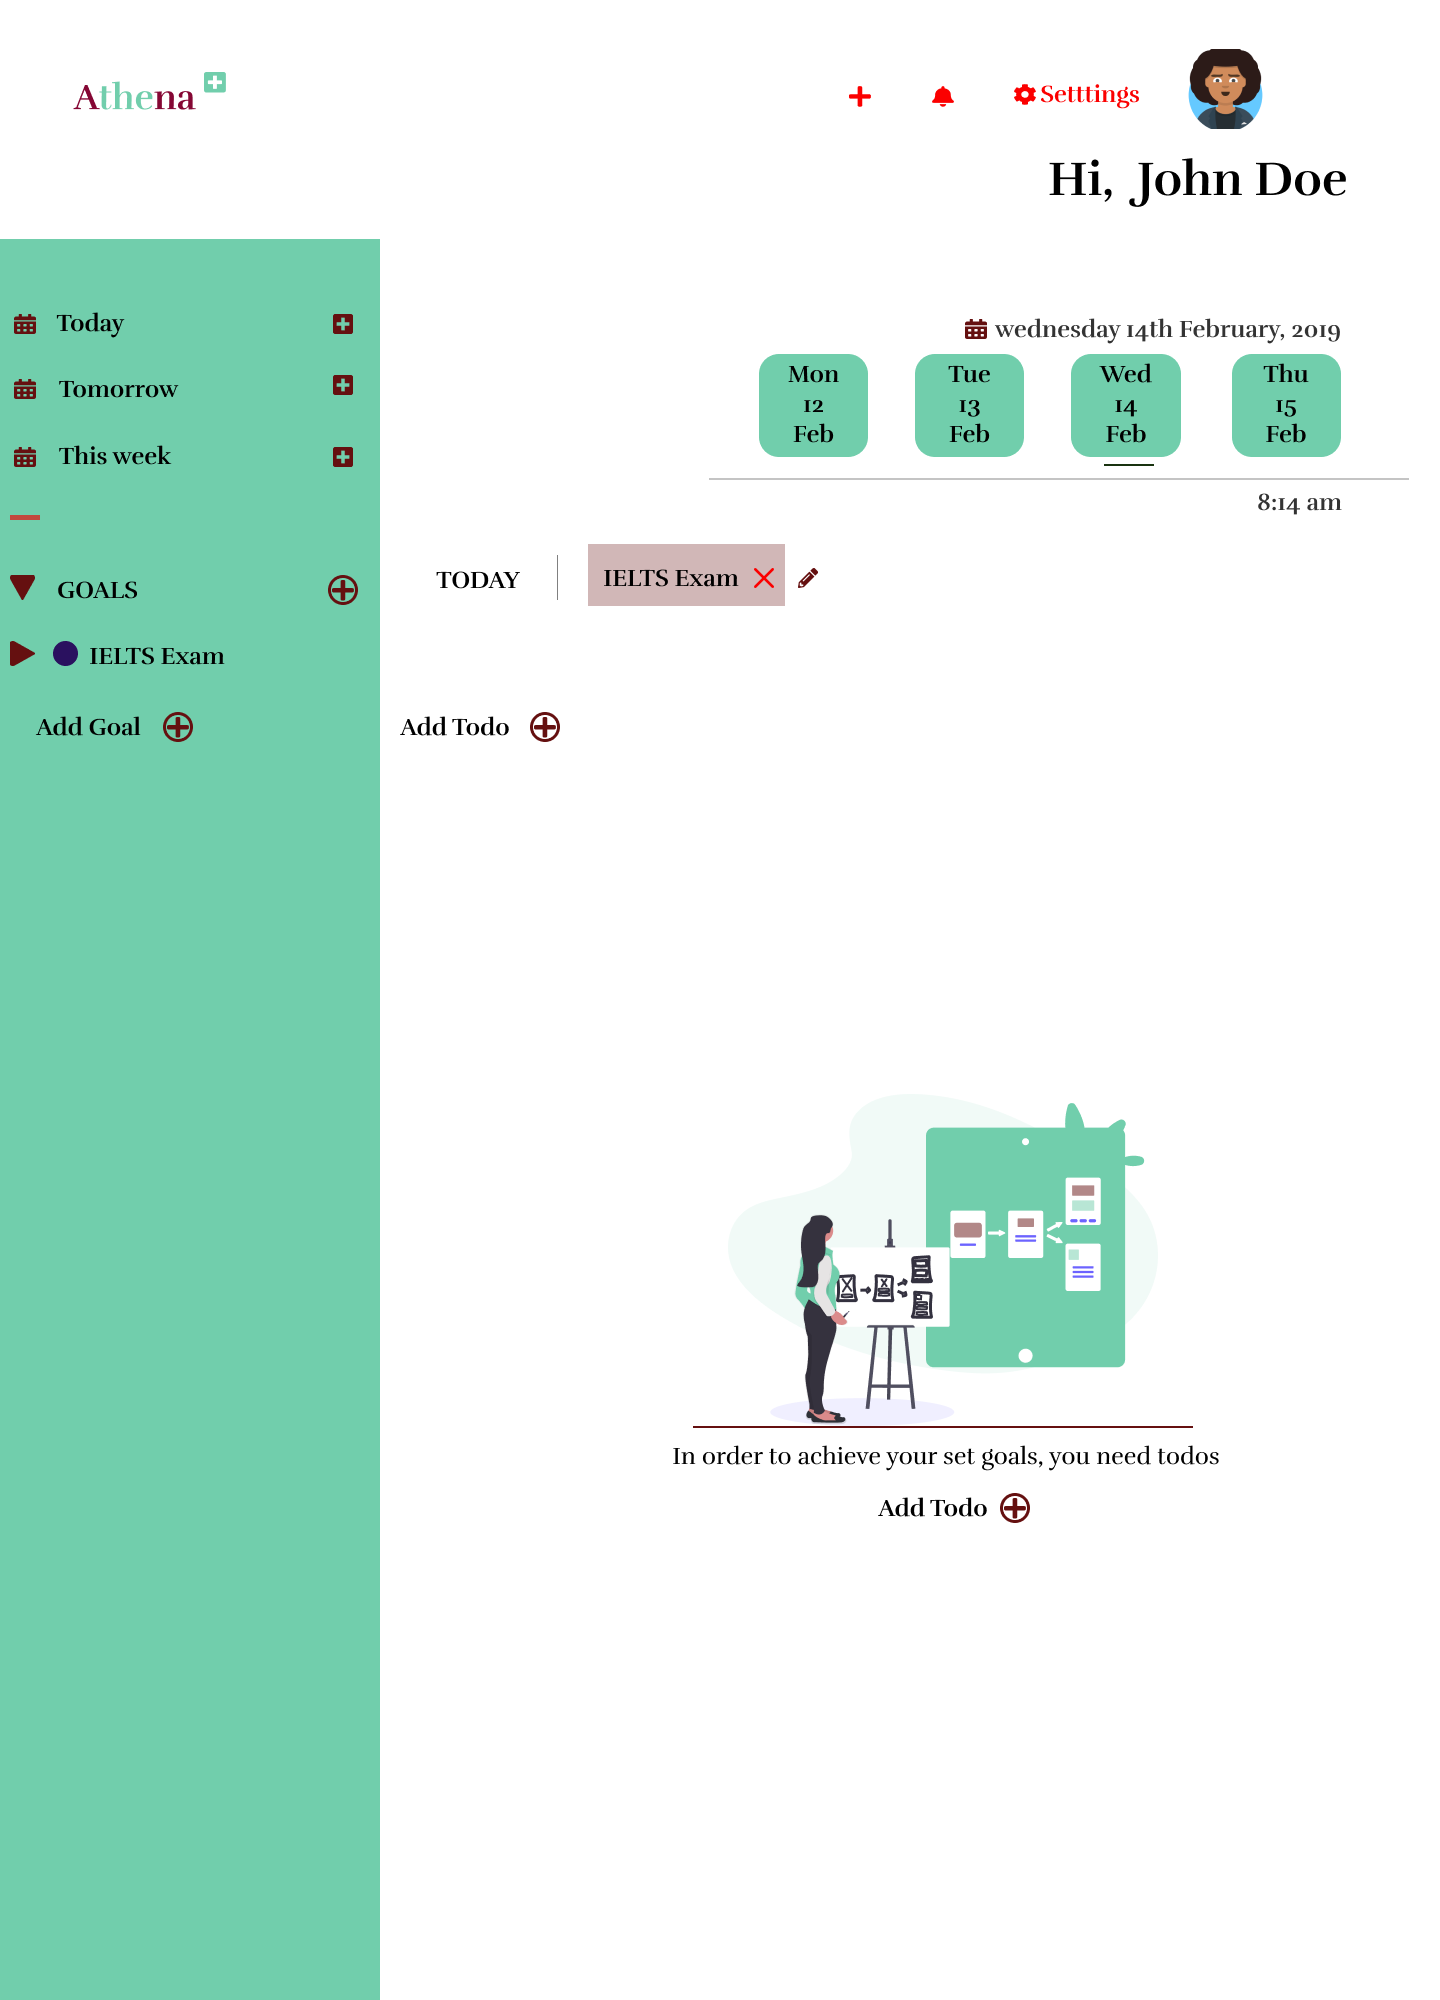 Athena
Setttings
Hi, John Doe
Today
Tomorrow
This week
GOALS
IELTS Exam
Add Goal
wednesday 14th February, 2019
Mon
12
Feb
Tue
13
Feb
Wed
14
Feb
Thu
15
Feb
8:14 am
TODAY
IELTS Exam
Add Todo
In order to achieve your set goals, you need todos
Add Todo